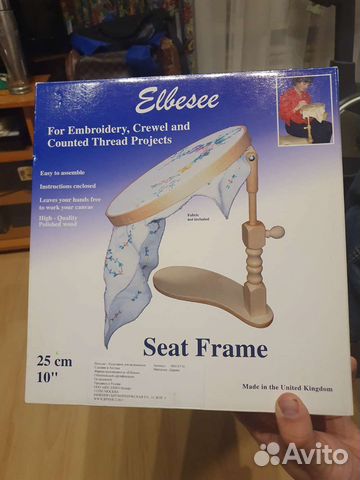 Elbesee
For Embroidery, Crewel and
Counted Thread Projects
Easy to assemble
Instructions enclosed
Leaves your hands free
to work your canvas
High - Quality
Polished wood
Fabric
not included
Seat Frame
25 cm
10"
Made in the United Kingdom
Avito